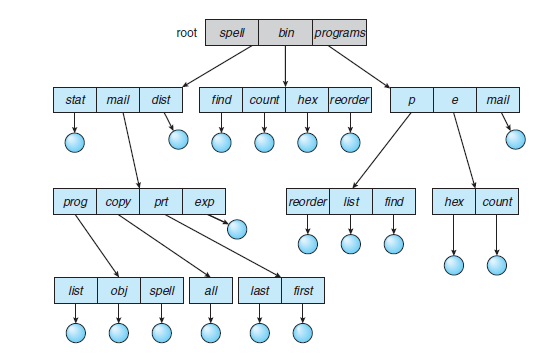 root spell bin programs
stat mail dist find count hex reorder p e mail
prog copy prt exp reorder list find hex count
list obj spell all last first